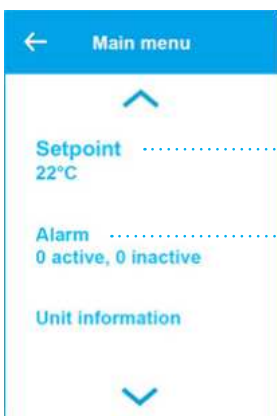 Main menu
Setpoint
22°C
Alarm
0 active, 0 inactive
Unit information